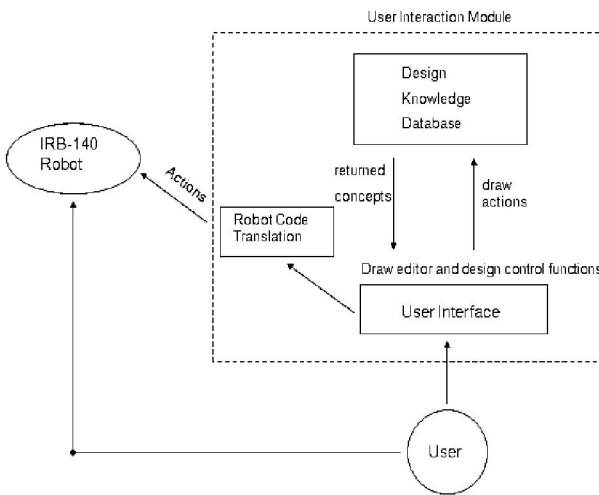 User Interaction Module
Design
Knowledge
Database
IRB-140
Robot
Actions
returned
concepts
draw
actions
Robot Code
Translation
Draw editor and design control functions
User Interface
User